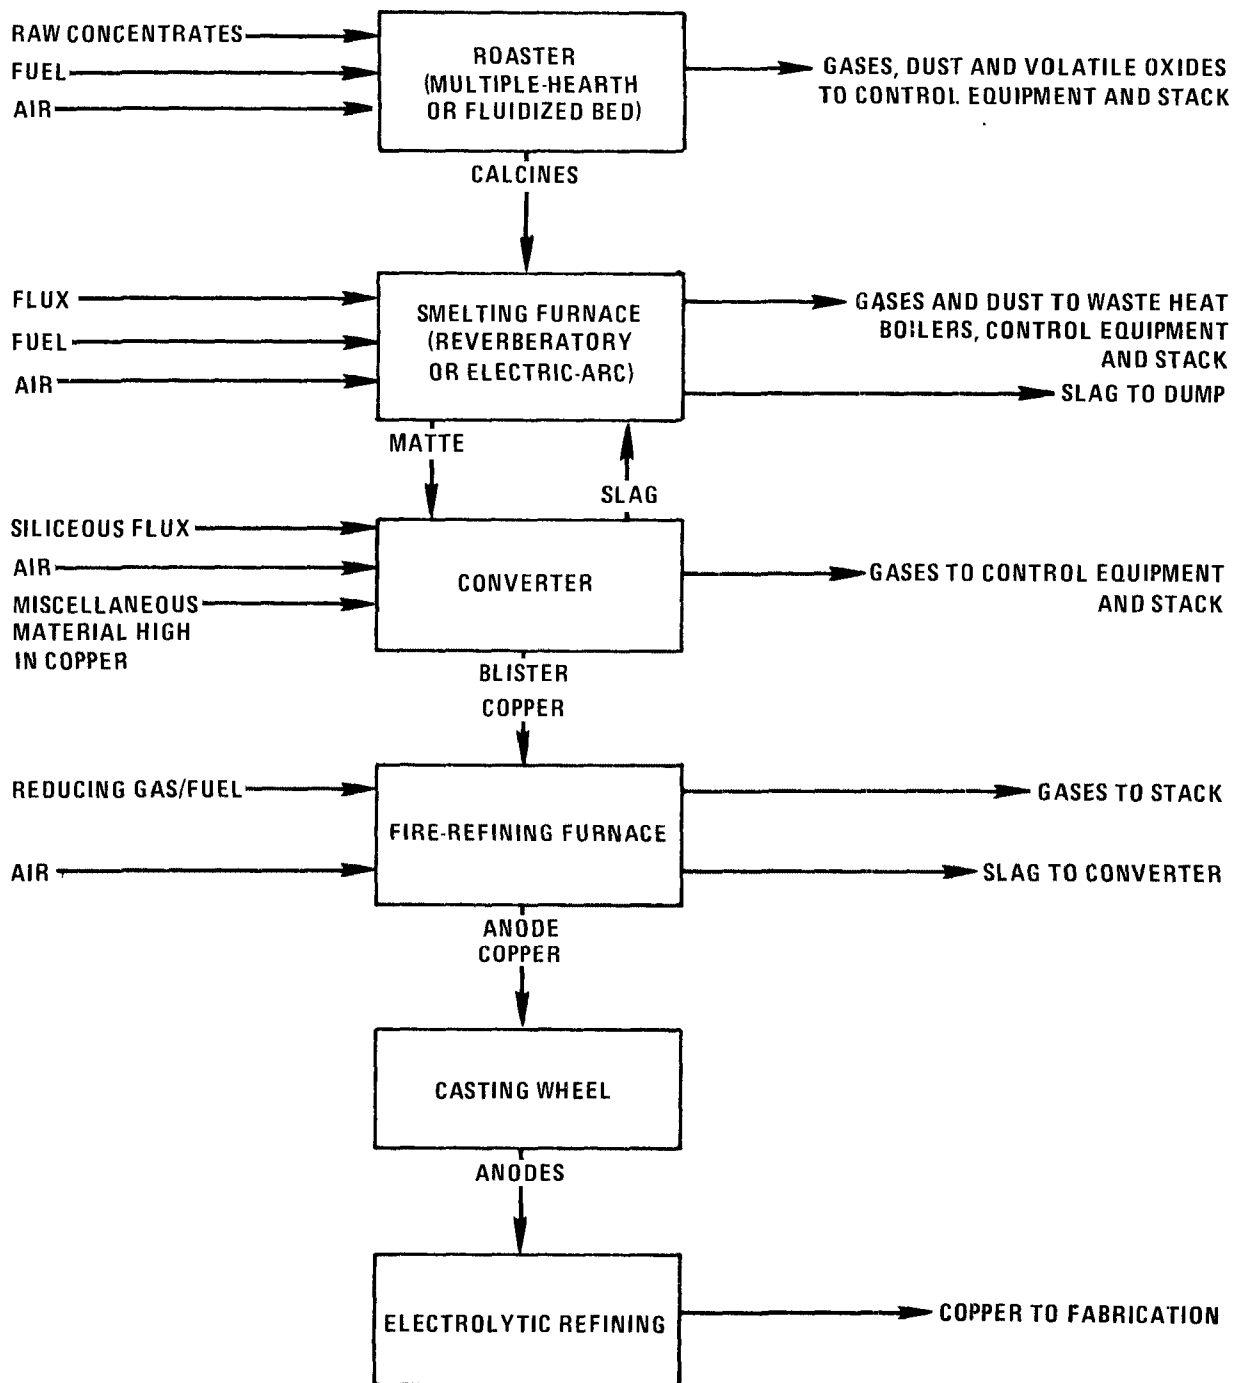 RAW CONCENTRATES
FUEL
AIR
ROASTER
(MULTIPLE-HEARTH
OR FLUIDIZED BED)
GASES, DUST AND VOLATILE OXIDES
TO CONTROL EQUIPMENT AND STACK
CALCINES
FLUX
FUEL
AIR
SMELTING FURNACE
(REVERBERATORY
OR ELECTRIC-ARC)
GASES AND DUST TO WASTE HEAT
BOILERS, CONTROL EQUIPMENT
AND STACK
SLAG TO DUMP
MATTE
SLAG
SILICEOUS FLUX
AIR
MISCELLANEOUS
MATERIAL HIGH
IN COPPER
CONVERTER
GASES TO CONTROL EQUIPMENT
AND STACK
BLISTER
COPPER
REDUCING GAS/FUEL
AIR
FIRE-REFINING FURNACE
GASES TO STACK
SLAG TO CONVERTER
ANODE
COPPER
CASTING WHEEL
ANODES
ELECTROLYTIC REFINING
COPPER TO FABRICATION